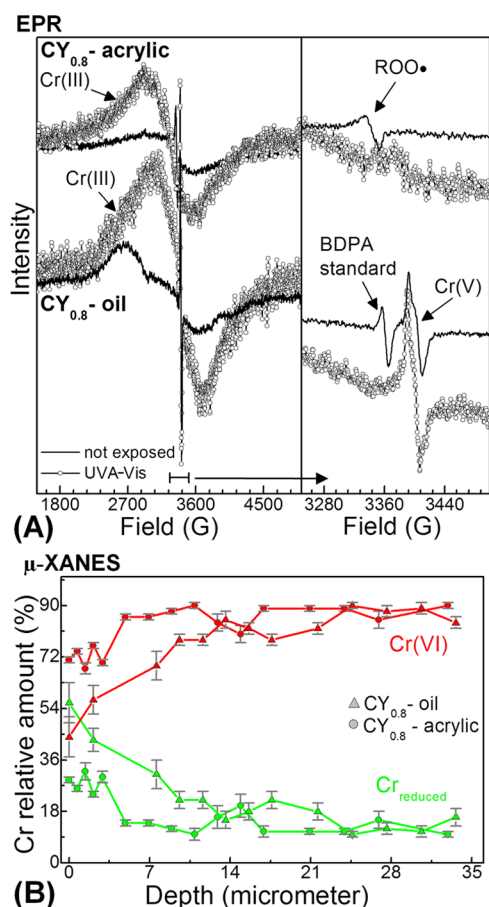 EPR
CY0.8- acrylic
Cr(III)
ROO•
Cr(III)
BDPA
standard
Cr(V)
CY0.8- oil
Intensity
not exposed
UVA-Vis
1800 2700 3600 4500 3280 3360 3440
(A) Field (G) Field (G)
μ-XANES
90
72
54
36
18
0
Cr(VI)
CY0.8- oil
CY0.8- acrylic
Crreduced
Cr relative amount (%)
0 7 14 21 28 35
(B) Depth (micrometer)